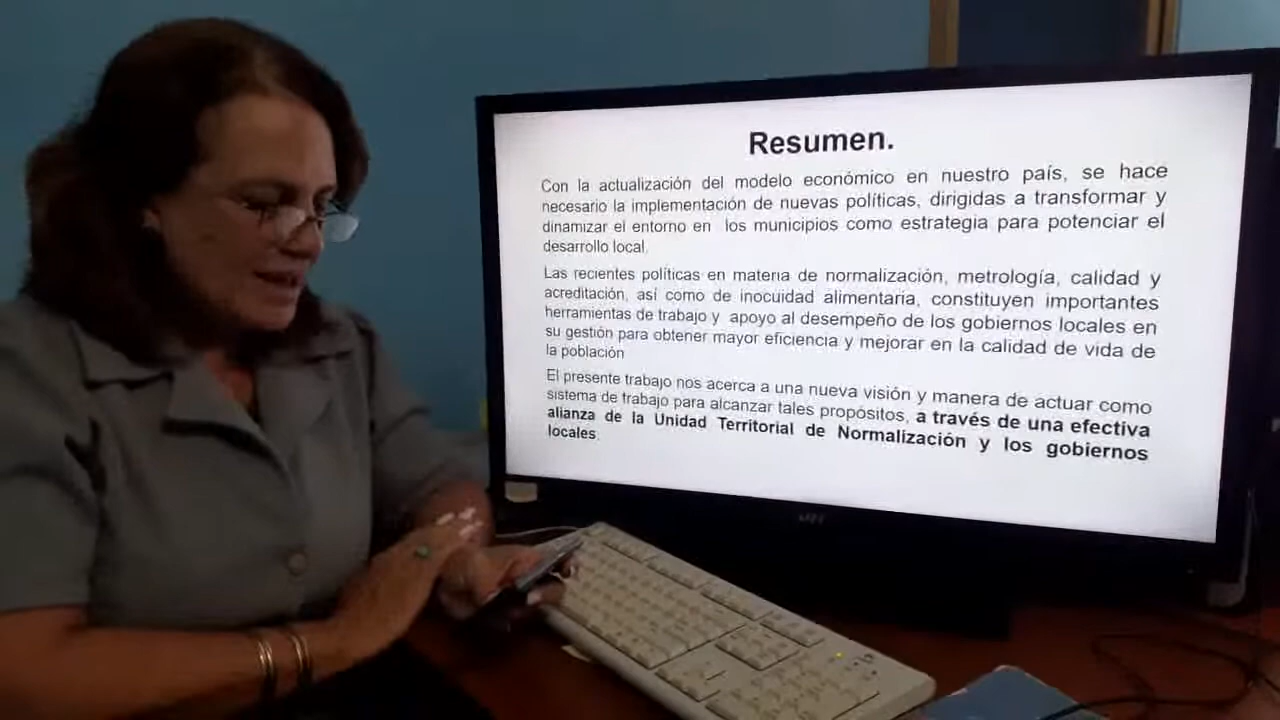 Resumen.
Con la actualización del modelo económico en nuestro país, se hace
necesario la implementación de nuevas políticas, dirigidas a transformar y
dinamizar el entorno en los municipios como estrategia para potenciar el
desarrollo local.
Las recientes políticas en materia de normalización, metrología, calidad y
acreditación, así como de inocuidad alimentaria, constituyen importantes
herramientas de trabajo y apoyo al desempeño de los gobiernos locales en
su gestión para obtener mayor eficiencia y mejorar en la calidad de vida de
la población
El presente trabajo nos acerca a una nueva visión y manera de actuar como
sistema de trabajo para alcanzar tales propósitos, a través de una efectiva
alianza de la Unidad Territorial de Normalización y los gobiernos
locales.